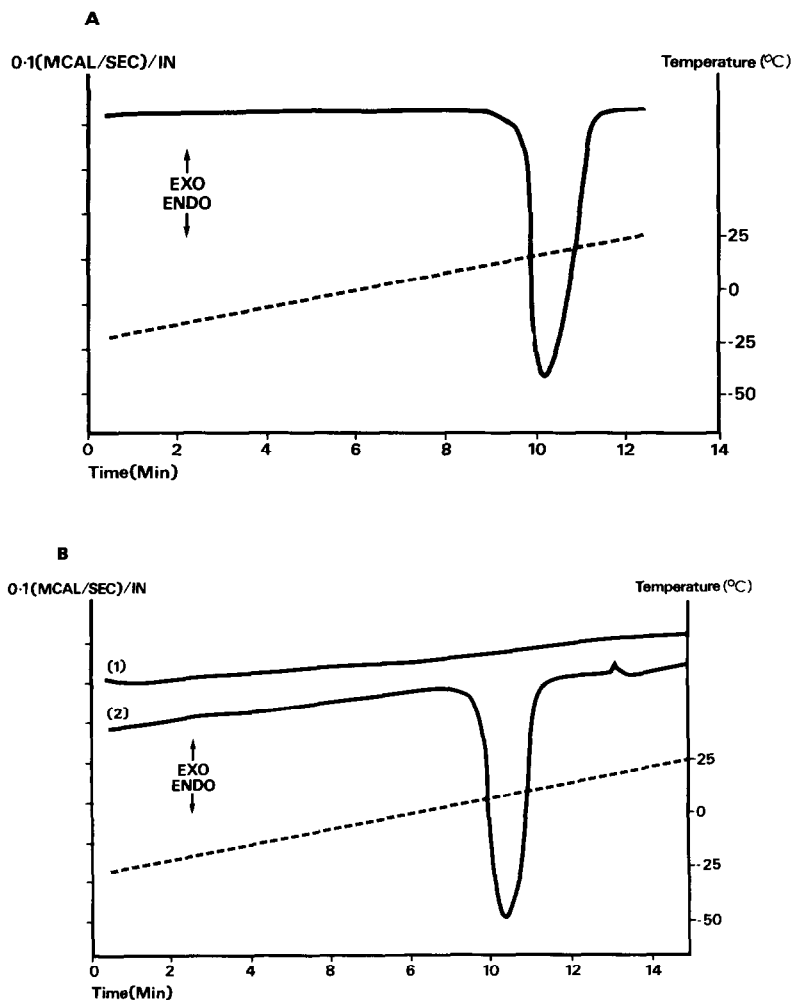 A
0·1(MCAL/SEC)/IN
Temperature (°C)
EXO
ENDO
25
0
-25
-50
0 2 4 6 8 10 12 14
Time(Min)
B
0·1(MCAL/SEC)/IN
Temperature (°C)
(1)
(2)
EXO
ENDO
25
0
-25
-50
0 2 4 6 10 12 14
Time(Min)